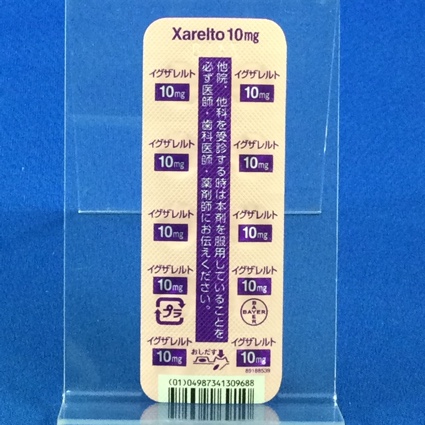 Xarelto 10mg
イグザレルト
10mg
イグザレルト
10mg
他院、他科を受診する時は本剤を服用していることを
必ず医師・歯科医師・薬剤師にお伝えください。
イグザレルト
10mg
イグザレルト
10mg
イグザレルト
10mg
イグザレルト
10mg
イグザレルト
10mg
イグザレルト
10mg
プラ
BAYER
BAYER
イグザレルト
10mg
おしだす
イグザレルト
10mg
85188539
(01)04987341309688